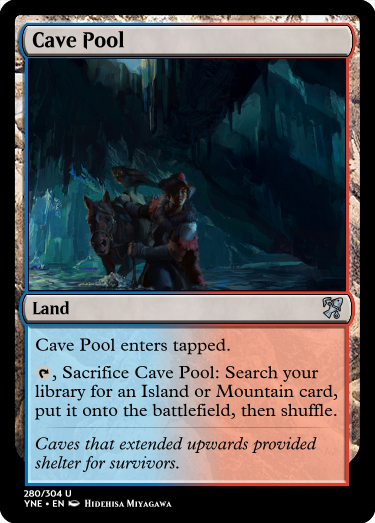 Cave Pool
Land
Cave Pool enters tapped.
, Sacrifice Cave Pool: Search your
library for an Island or Mountain card,
put it onto the battlefield, then shuffle.
Caves that extended upwards provided
shelter for survivors.
280/304 U
YNE • EN Hidehisa Miyagawa